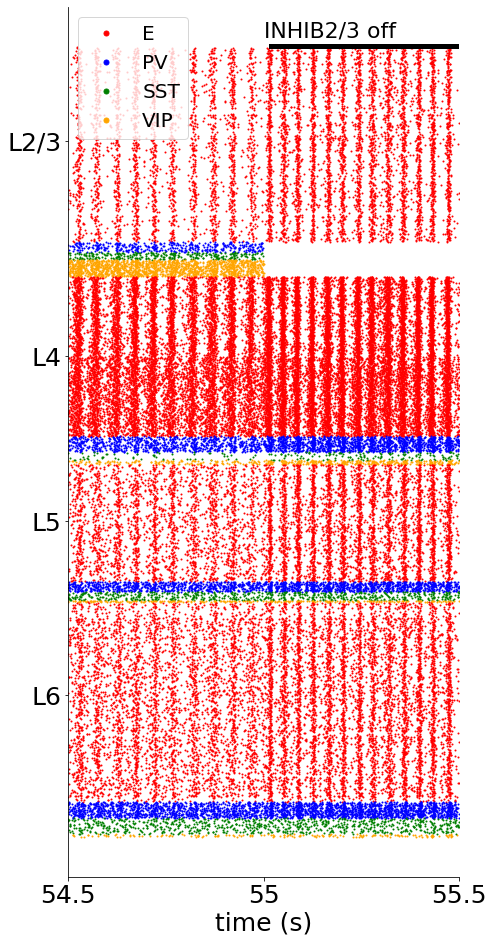 INHIB2/3 off
E
PV
SST
VIP
L2/3
L4
L5
L6
54.5 55 55.5
time (s)